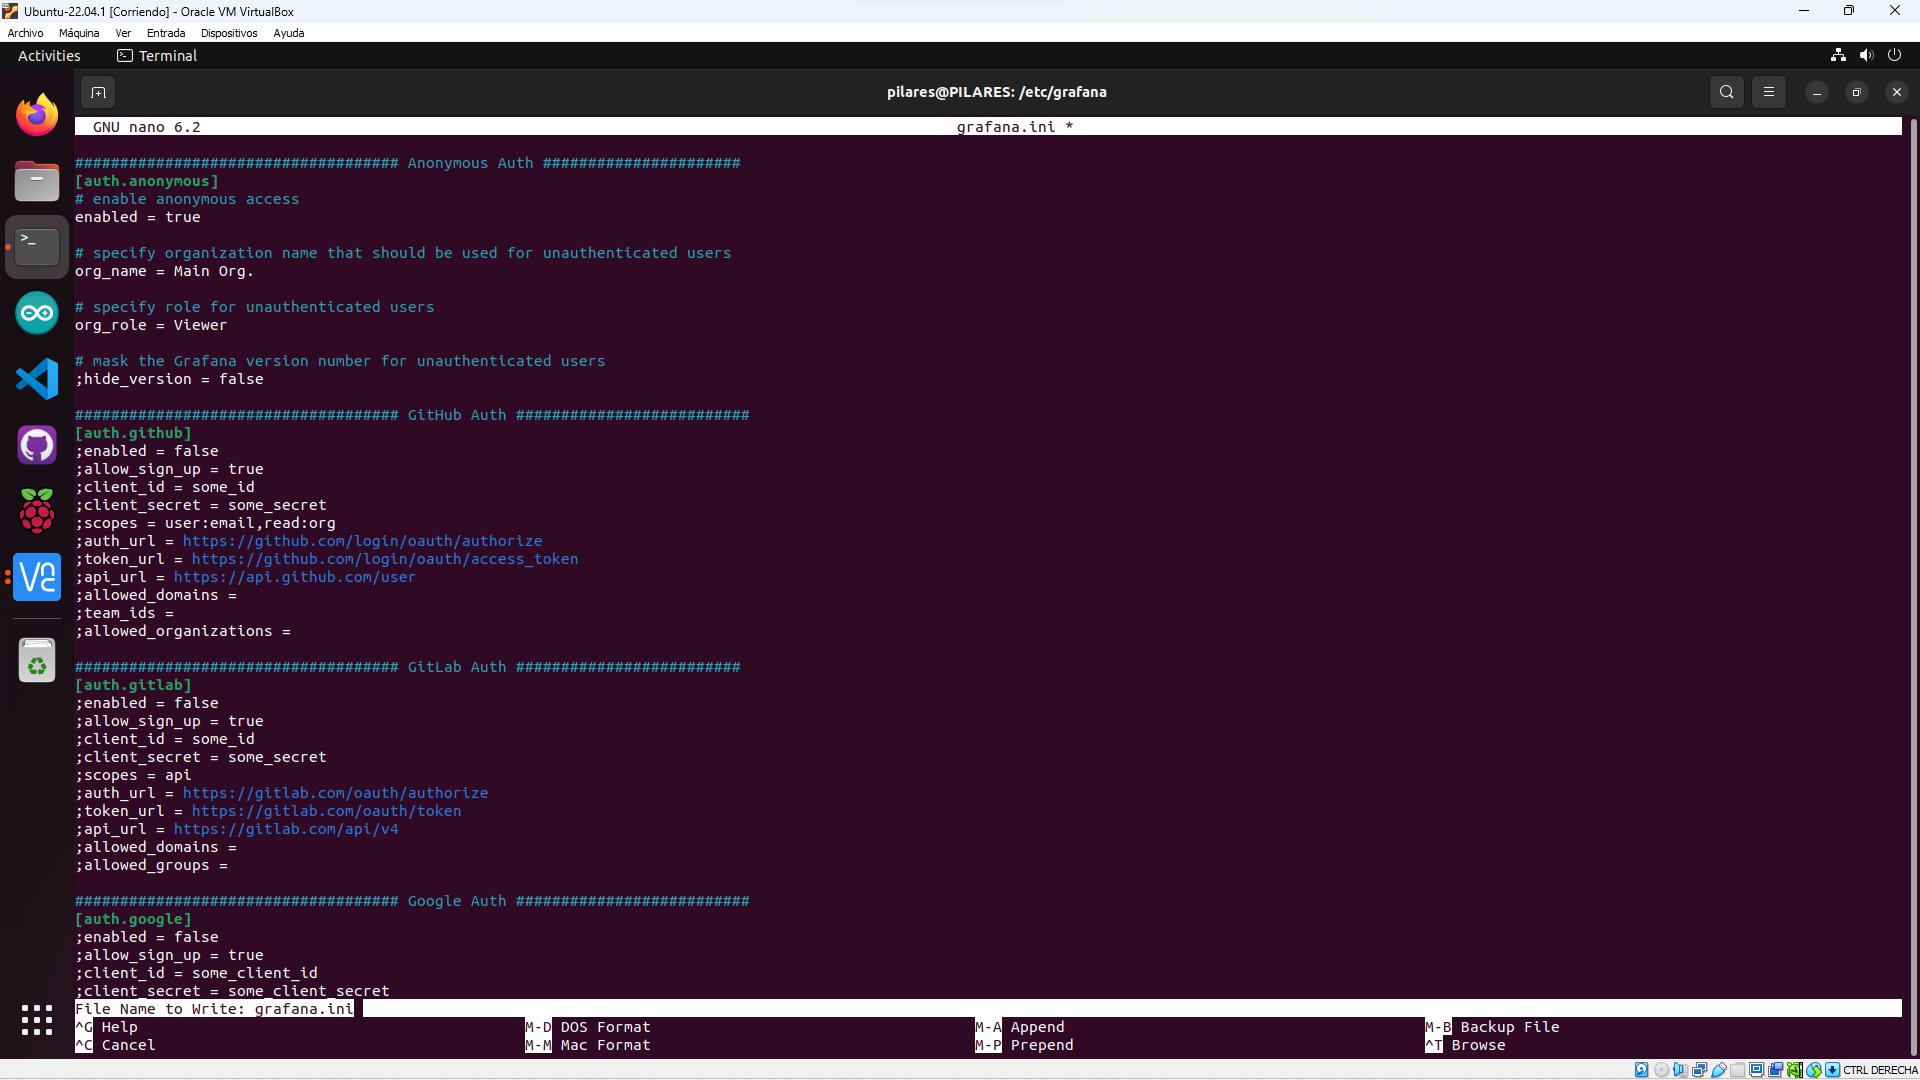 Ubuntu-22.04.1 [Corriendo] - Oracle VM VirtualBox
Archivo Máquina Ver Entrada Dispositivos Ayuda
Activities Terminal
pilares@PILARES: /etc/grafana
GNU nano 6.2 grafana.ini *
#################################### Anonymous Auth ######################
[auth.anonymous]
# enable anonymous access
enabled = true
# specify organization name that should be used for unauthenticated users
org_name = Main Org.
# specify role for unauthenticated users
org_role = Viewer
# mask the Grafana version number for unauthenticated users
;hide_version = false
#################################### GitHub Auth ##########################
[auth.github]
;enabled = false
;allow_sign_up = true
;client_id = some_id
;client_secret = some_secret
;scopes = user:email,read:org
;auth_url = https://github.com/login/oauth/authorize
;token_url = https://github.com/login/oauth/access_token
;api_url = https://api.github.com/user
;allowed_domains =
;team_ids =
;allowed_organizations =
#################################### GitLab Auth #########################
[auth.gitlab]
;enabled = false
;allow_sign_up = true
;client_id = some_id
;client_secret = some_secret
;scopes = api
;auth_url = https://gitlab.com/oauth/authorize
;token_url = https://gitlab.com/oauth/token
;api_url = https://gitlab.com/api/v4
;allowed_domains =
;allowed_groups =
#################################### Google Auth ##########################
[auth.google]
;enabled = false
;allow_sign_up = true
;client_id = some_client_id
;client_secret = some_client_secret
File Name to Write: grafana.ini
^G Help M-D DOS Format M-A Append M-B Backup File
^C Cancel M-M Mac Format M-P Prepend ^T Browse
CTRL DERECHA